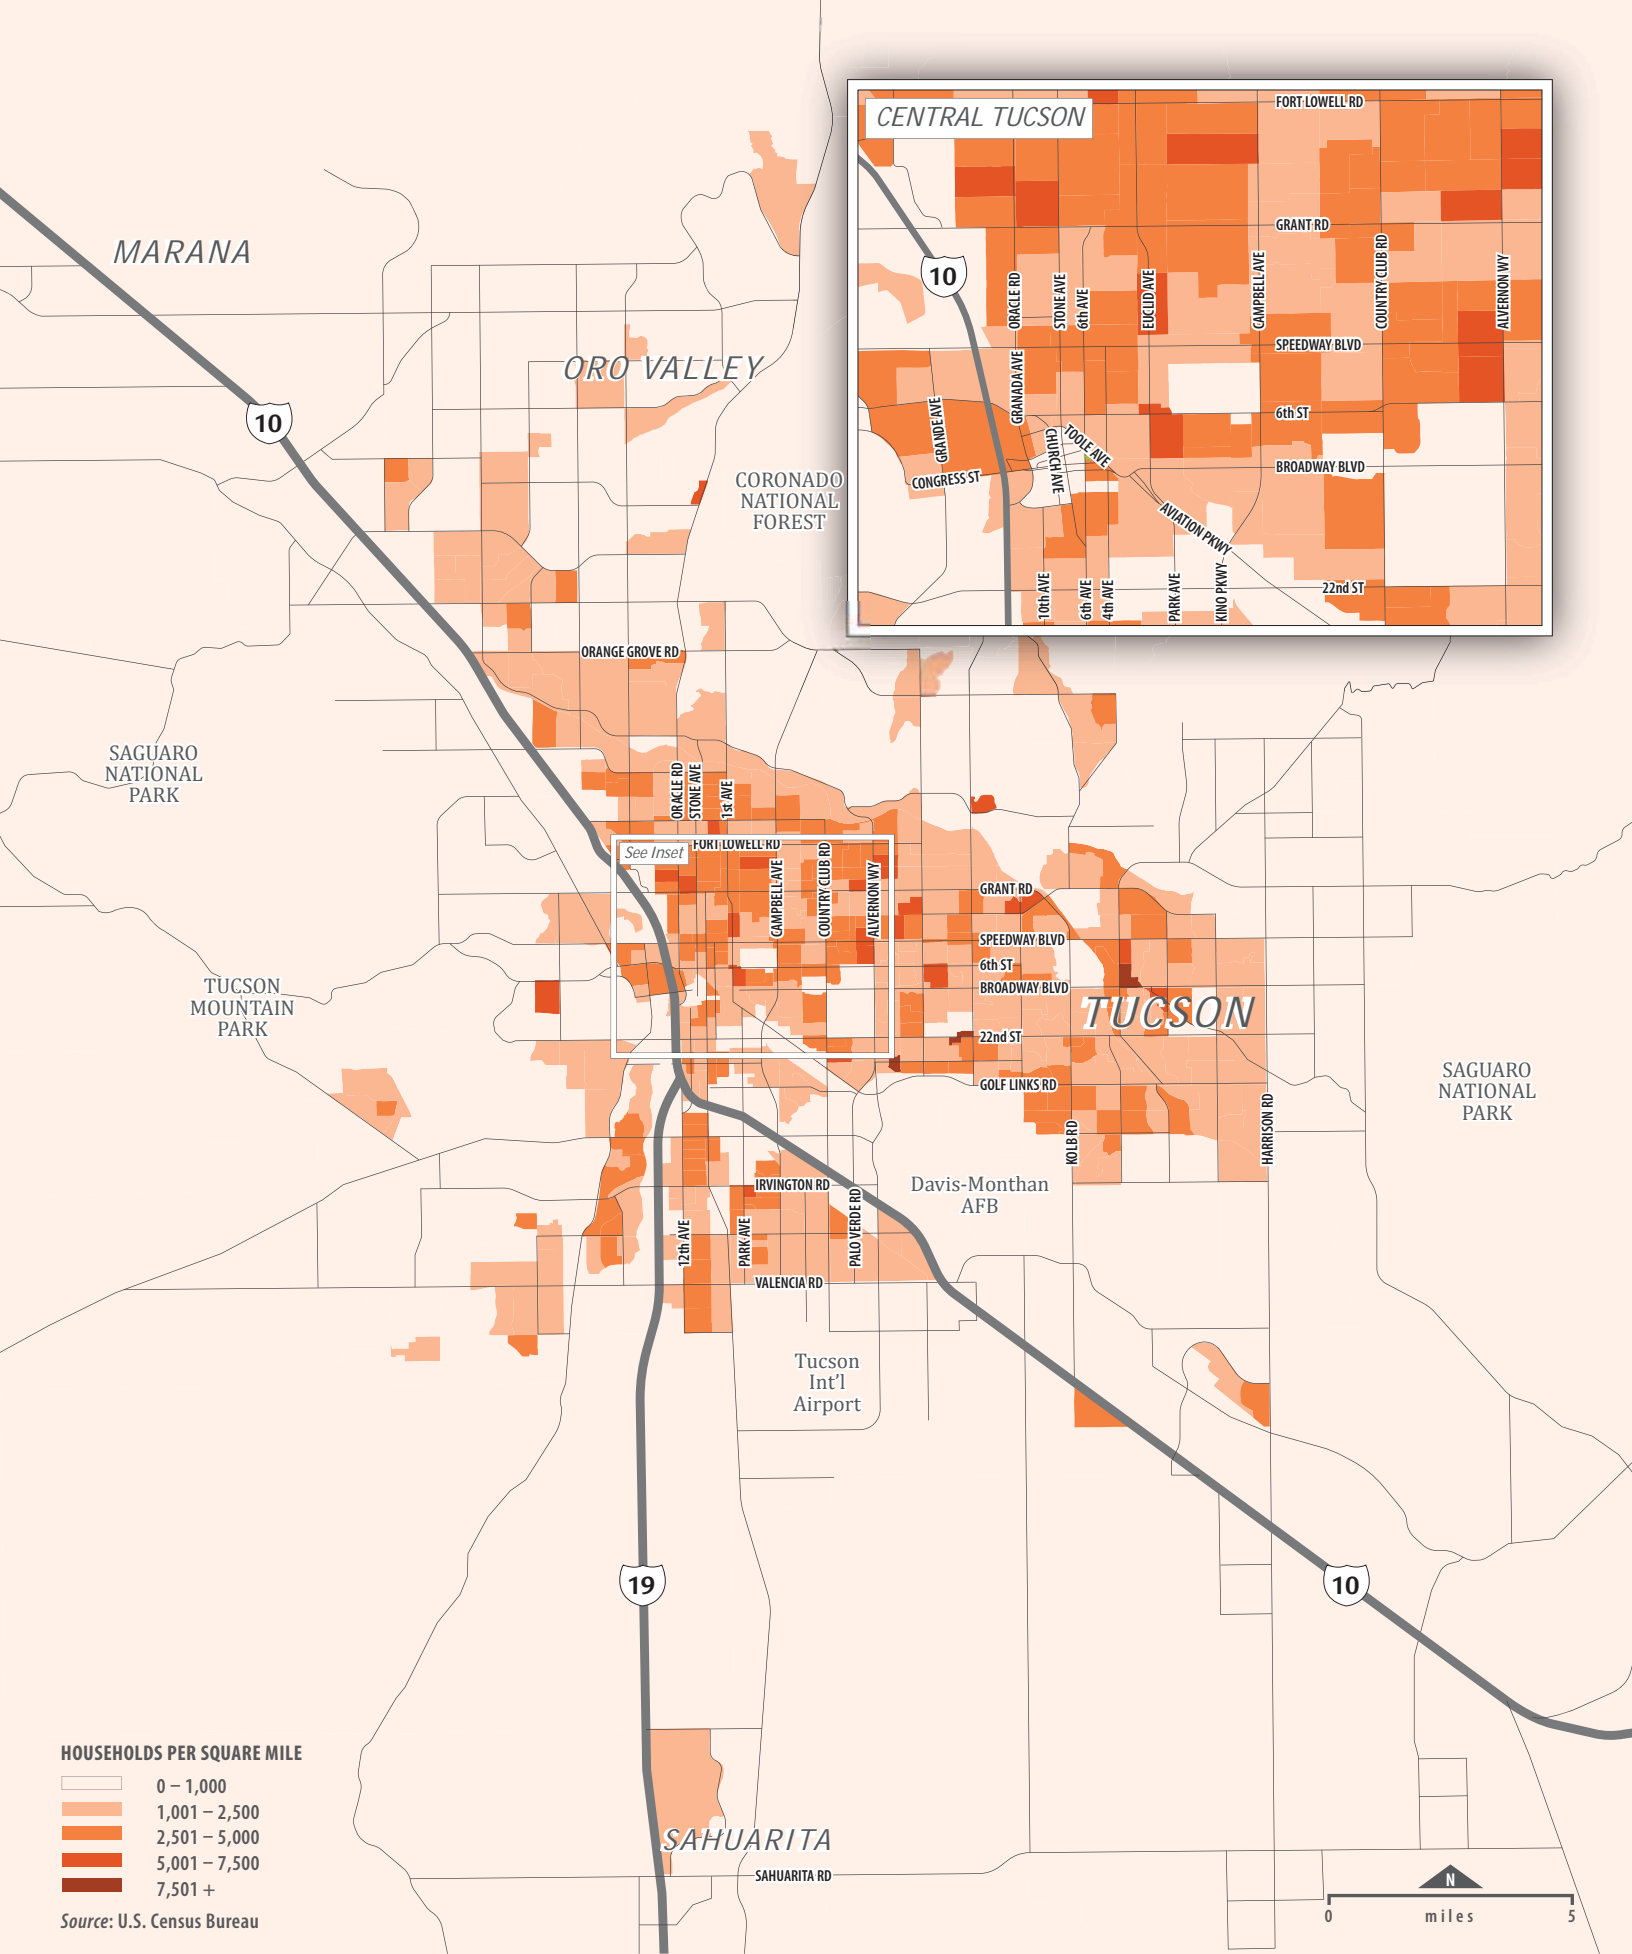 CENTRAL TUCSON
FORT LOWELL RD
GRANT RD
10
ORACLE RD
STONE AVE
6th AVE
EUCLID AVE
CAMPBELL AVE
COUNTRY CLUB RD
ALVERNON WY
SPEEDWAY BLVD
GRANADA AVE
GRANDE AVE
6th ST
CHURCH AVE
TOOLE AVE
BROADWAY BLVD
CONGRESS ST
AVIATION PKWY
10th AVE
6th AVE
4th AVE
PARK AVE
KINO PKWY
22nd ST
MARANA
ORO VALLEY
10
CORONADO
NATIONAL
FOREST
ORANGE GROVE RD
SAGUARO
NATIONAL
PARK
ORACLE RD
STONE AVE
1st AVE
See Inset
FORT LOWELL RD
CAMPBELL AVE
COUNTRY CLUB RD
ALVERNON WY
GRANT RD
SPEEDWAY BLVD
6th ST
BROADWAY BLVD
TUCSON
MOUNTAIN
PARK
TUCSON
22nd ST
GOLF LINKS RD
SAGUARO
NATIONAL
PARK
KOLB RD
HARRISON RD
Davis-Monthan
AFB
IRVINGTON RD
12th AVE
PARK AVE
PALO VERDE RD
VALENCIA RD
Tucson
Int'l
Airport
19
10
SAHUARITA
SAHUARITA RD
HOUSEHOLDS PER SQUARE MILE
0 – 1,000
1,001 – 2,500
2,501 – 5,000
5,001 – 7,500
7,501 +
Source: U.S. Census Bureau
N
0 miles 5